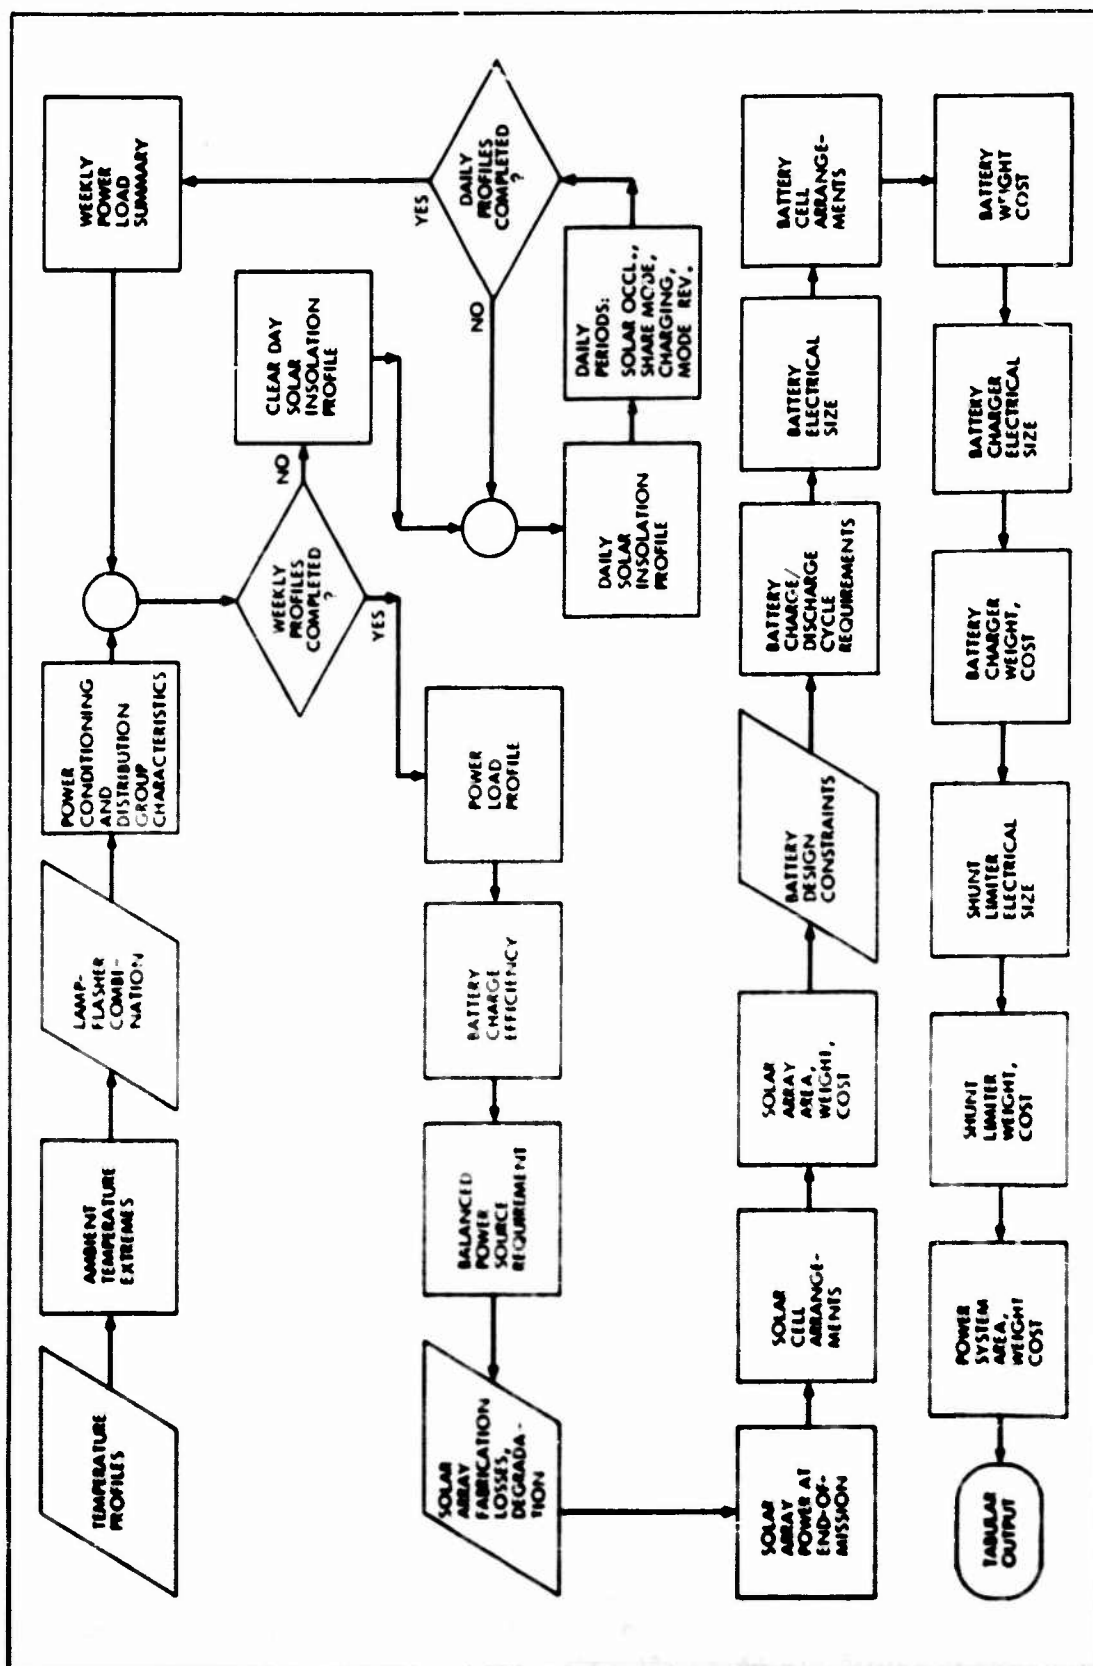 TEMPERATURE
PROFILES
AMBIENT
TEMPERATURE
EXTREMES
LAMP-
FLASHER
COMBI-
NATION
POWER
CONDITIONING
AND
DISTRIBUTION
GROUP
CHARACTERISTICS
WEEKLY
POWER
LOAD
SUMMARY
WEEKLY
PROFILES
COMPLETED
?
NO
YES
CLEAR DAY
SOLAR
INSOLATION
PROFILE
DAILY
PROFILES
COMPLETED
?
YES
NO
DAILY
SOLAR
INSOLATION
PROFILE
DAILY
PERIODS:
SOLAR OCCL.,
SHARE MODE,
CHARGING,
MODE REV.
POWER
LOAD
PROFILE
BATTERY
CHARGE
EFFICIENCY
BALANCED
POWER
SOURCE
REQUIREMENT
SOLAR
ARRAY
FABRICATION
LOSSES,
DEGRADA-
TION
SOLAR
ARRAY
POWER AT
END-OF-
MISSION
SOLAR
CELL
ARRANGE-
MENTS
SOLAR
ARRAY
AREA,
WEIGHT,
COST
BATTERY
DESIGN
CONSTRAINTS
BATTERY
CHARGE/
DISCHARGE
CYCLE
REQUIREMENTS
BATTERY
ELECTRICAL
SIZE
BATTERY
CELL
ARRANGE-
MENTS
BATTERY
WEIGHT
COST
BATTERY
CHARGER
ELECTRICAL
SIZE
BATTERY
CHARGER
WEIGHT,
COST
SHUNT
LIMITER
ELECTRICAL
SIZE
SHUNT
LIMITER
WEIGHT,
COST
POWER
SYSTEM
AREA,
WEIGHT
COST
TABULAR
OUTPUT